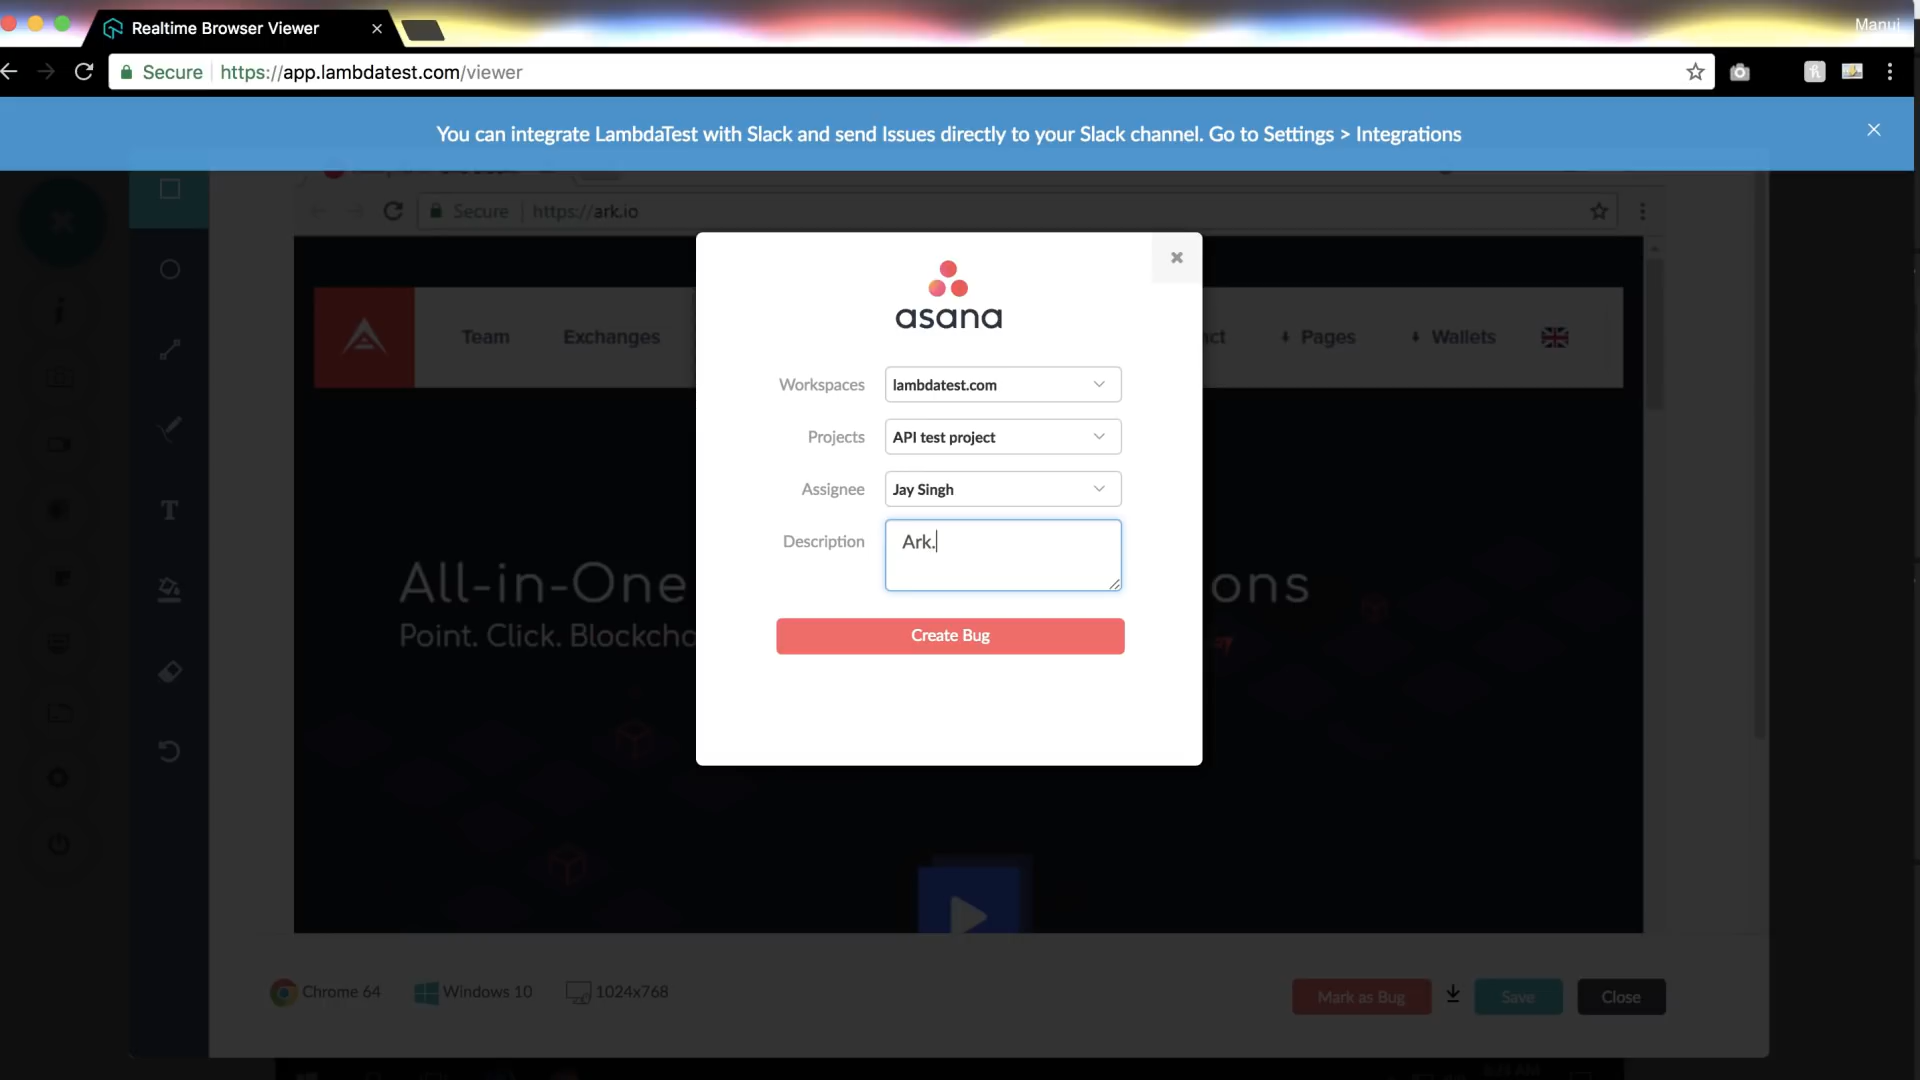 Realtime Browser Viewer
Manuj
Secure https://app.lambdatest.com/viewer
You can integrate LambdaTest with Slack and send Issues directly to your Slack channel. Go to Settings > Integrations
Secure https://ark.io
asana
Team Exchanges
Pages Wallets
Workspaces lambdatest.com
Projects API test project
Assignee Jay Singh
Description Ark.
T
All-in-One
ons
Point. Click. Blockcha
Create Bug
Chrome 64 Windows 10 1024x768
Mark as Bug Save Close